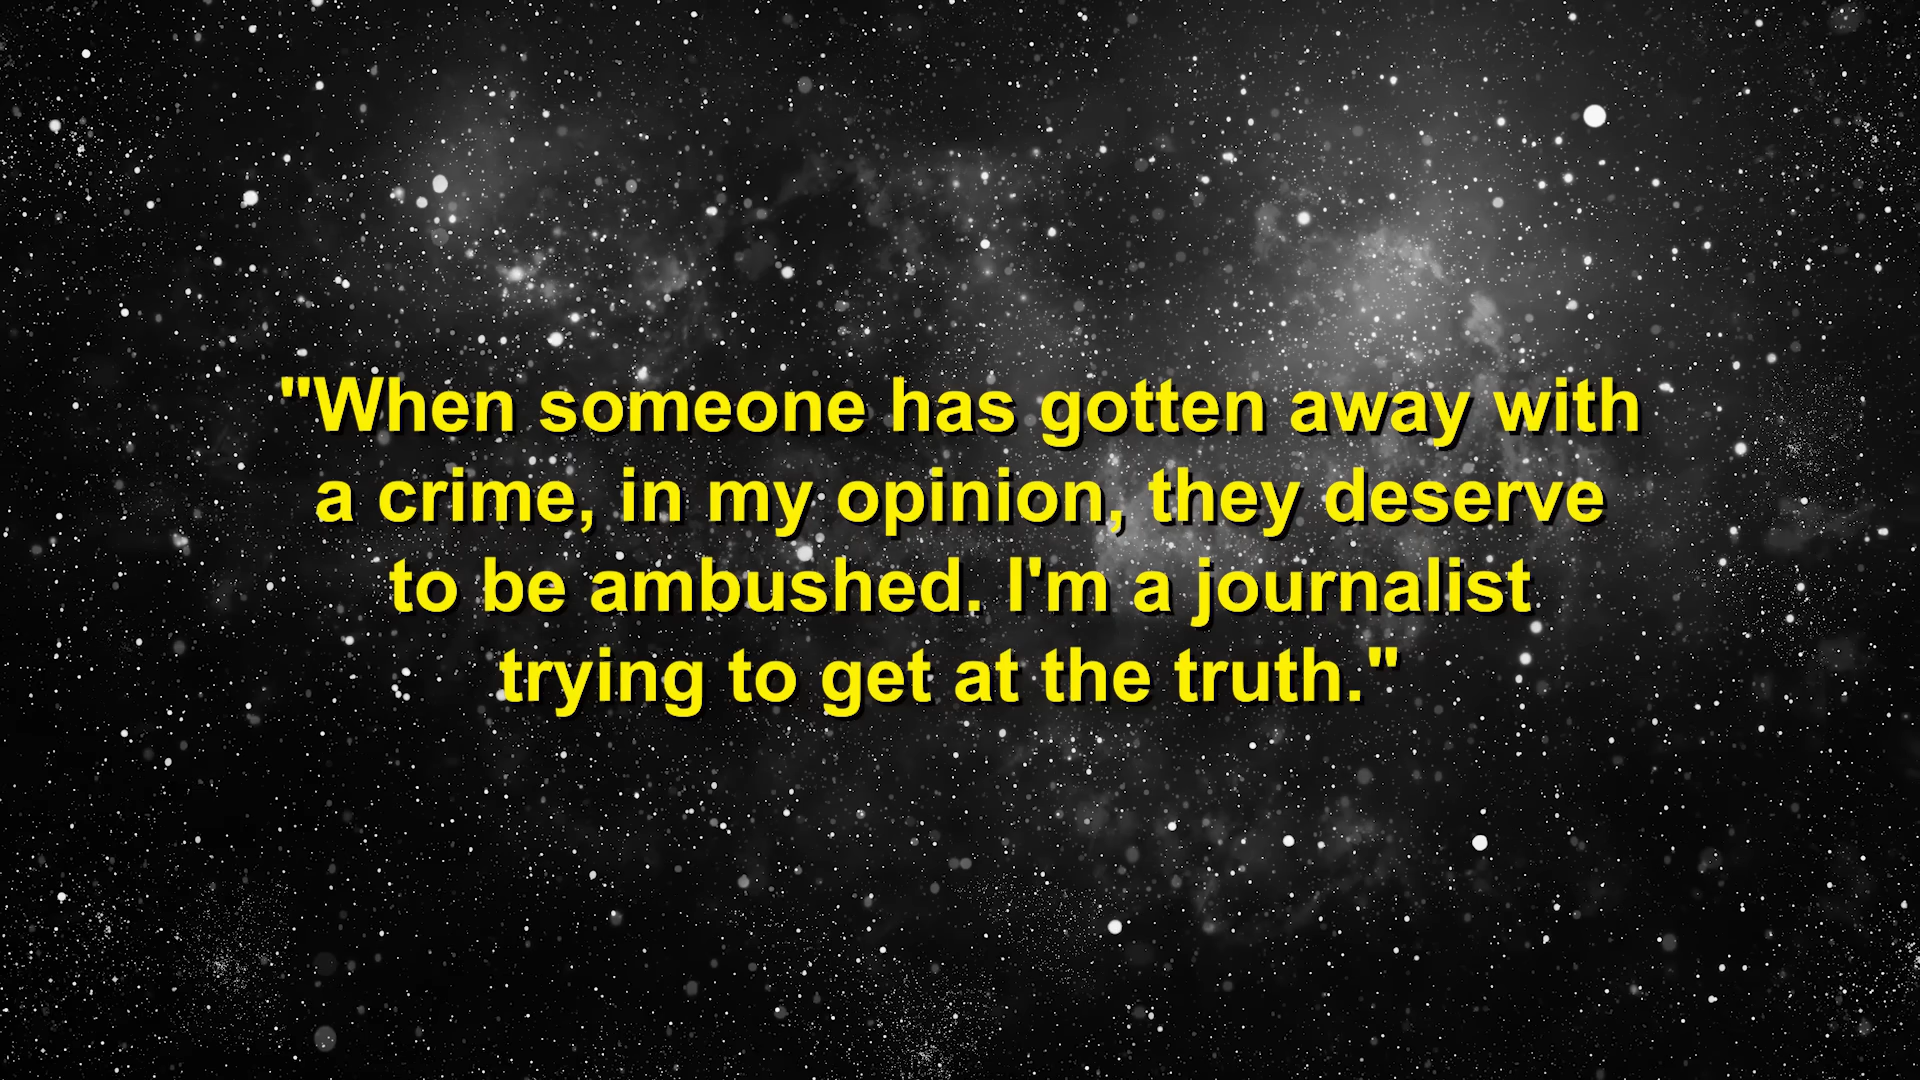 "When someone has gotten away with
a crime, in my opinion, they deserve
to be ambushed. I'm a journalist
trying to get at the truth."